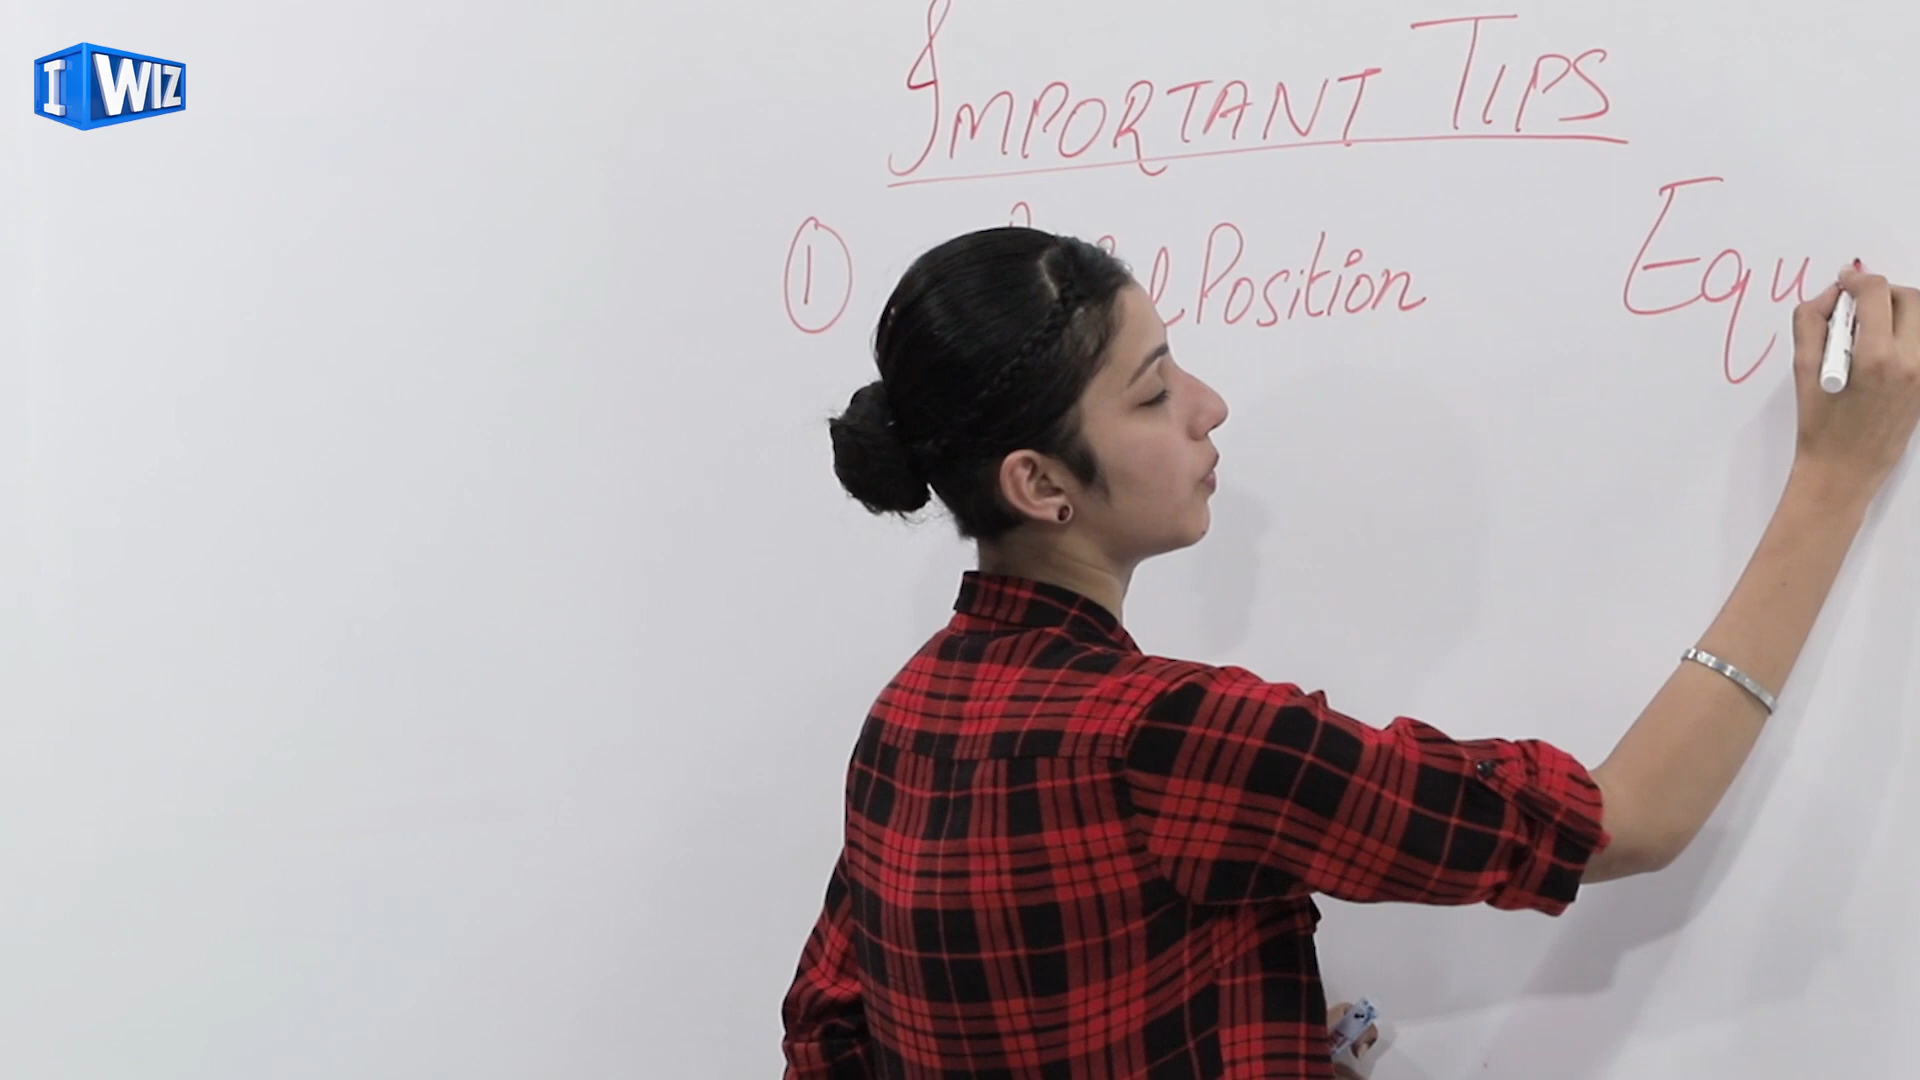 I WIZ
IMPORTANT TIPS
① Position
Equ